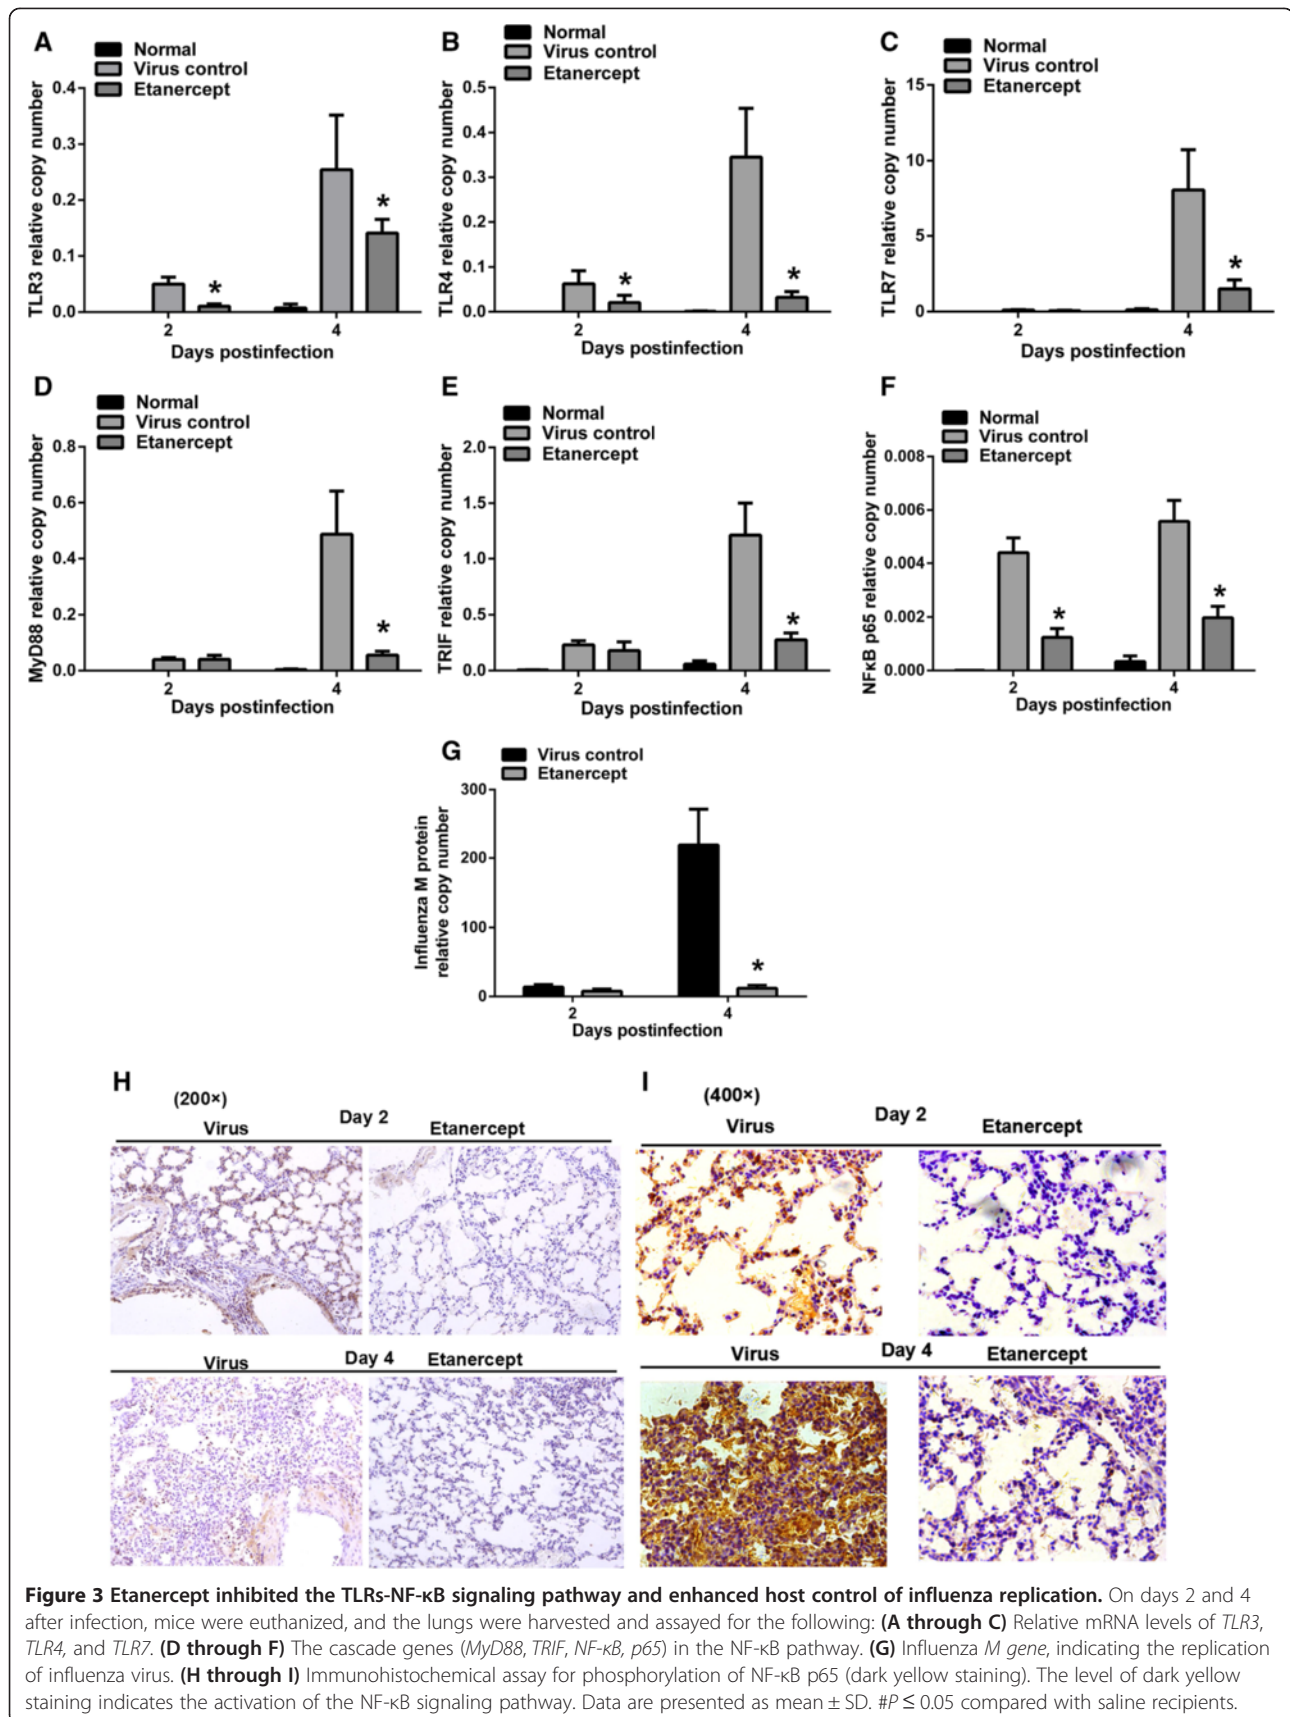 A
Normal
Virus control
Etanercept
TLR3 relative copy number
0.4
0.3
0.2
0.1
0.0
*
*
2
4
Days postinfection
B
Normal
Virus control
Etanercept
TLR4 relative copy number
0.5
0.4
0.3
0.2
0.1
0.0
*
*
2
4
Days postinfection
C
Normal
Virus control
Etanercept
TLR7 relative copy number
15
10
5
0
*
2
4
Days postinfection
D
Normal
Virus control
Etanercept
MyD88 relative copy number
0.8
0.6
0.4
0.2
0.0
*
2
4
Days postinfection
E
Normal
Virus control
Etanercept
TRIF relative copy number
2.0
1.5
1.0
0.5
0.0
*
2
4
Days postinfection
F
Normal
Virus control
Etanercept
NFκB p65 relative copy number
0.008
0.006
0.004
0.002
0.000
*
*
2
4
Days postinfection
G
Virus control
Etanercept
Influenza M protein
relative copy number
300
200
100
0
*
2
4
Days postinfection
H
(200×)
Day 2
Virus
Etanercept
Virus
Day 4
Etanercept
I
(400×)
Day 2
Virus
Etanercept
Virus
Day 4
Etanercept
Figure 3 Etanercept inhibited the TLRs-NF-κB signaling pathway and enhanced host control of influenza replication. On days 2 and 4
after infection, mice were euthanized, and the lungs were harvested and assayed for the following: (A through C) Relative mRNA levels of TLR3,
TLR4, and TLR7. (D through F) The cascade genes (MyD88, TRIF, NF-κB, p65) in the NF-κB pathway. (G) Influenza M gene, indicating the replication
of influenza virus. (H through I) Immunohistochemical assay for phosphorylation of NF-κB p65 (dark yellow staining). The level of dark yellow
staining indicates the activation of the NF-κB signaling pathway. Data are presented as mean ± SD. #P ≤ 0.05 compared with saline recipients.